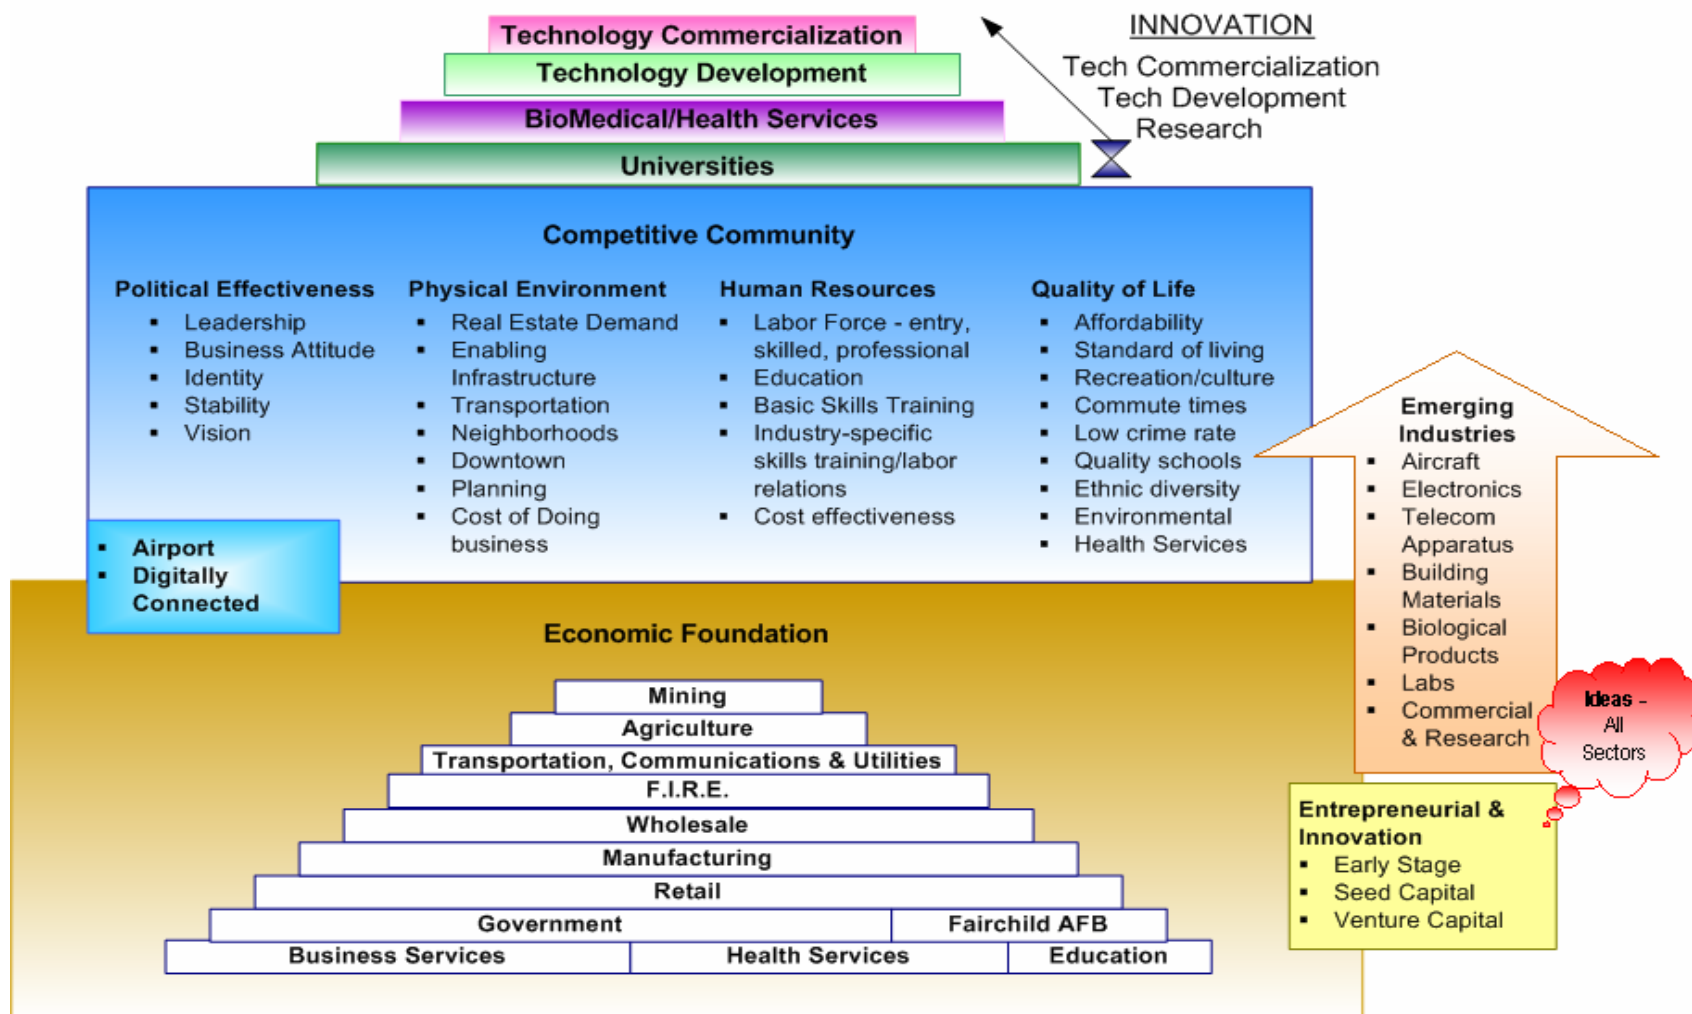 Technology Commercialization
Technology Development
BioMedical/Health Services
Universities
INNOVATION
Tech Commercialization
Tech Development
Research
Competitive Community
Political Effectiveness
▪ Leadership
▪ Business Attitude
▪ Identity
▪ Stability
▪ Vision
Physical Environment
▪ Real Estate Demand
▪ Enabling
Infrastructure
▪ Transportation
▪ Neighborhoods
▪ Downtown
▪ Planning
▪ Cost of Doing
business
Human Resources
▪ Labor Force - entry,
skilled, professional
▪ Education
▪ Basic Skills Training
▪ Industry-specific
skills training/labor
relations
▪ Cost effectiveness
Quality of Life
▪ Affordability
▪ Standard of living
▪ Recreation/culture
▪ Commute times
▪ Low crime rate
▪ Quality schools
▪ Ethnic diversity
▪ Environmental
▪ Health Services
▪ Airport
▪ Digitally
Connected
Emerging
Industries
▪ Aircraft
▪ Electronics
▪ Telecom
Apparatus
▪ Building
Materials
▪ Biological
Products
▪ Labs
▪ Commercial
& Research
Ideas -
All
Sectors
Entrepreneurial &
Innovation
▪ Early Stage
▪ Seed Capital
▪ Venture Capital
Economic Foundation
Mining
Agriculture
Transportation, Communications & Utilities
F.I.R.E.
Wholesale
Manufacturing
Retail
Government Fairchild AFB
Business Services Health Services Education